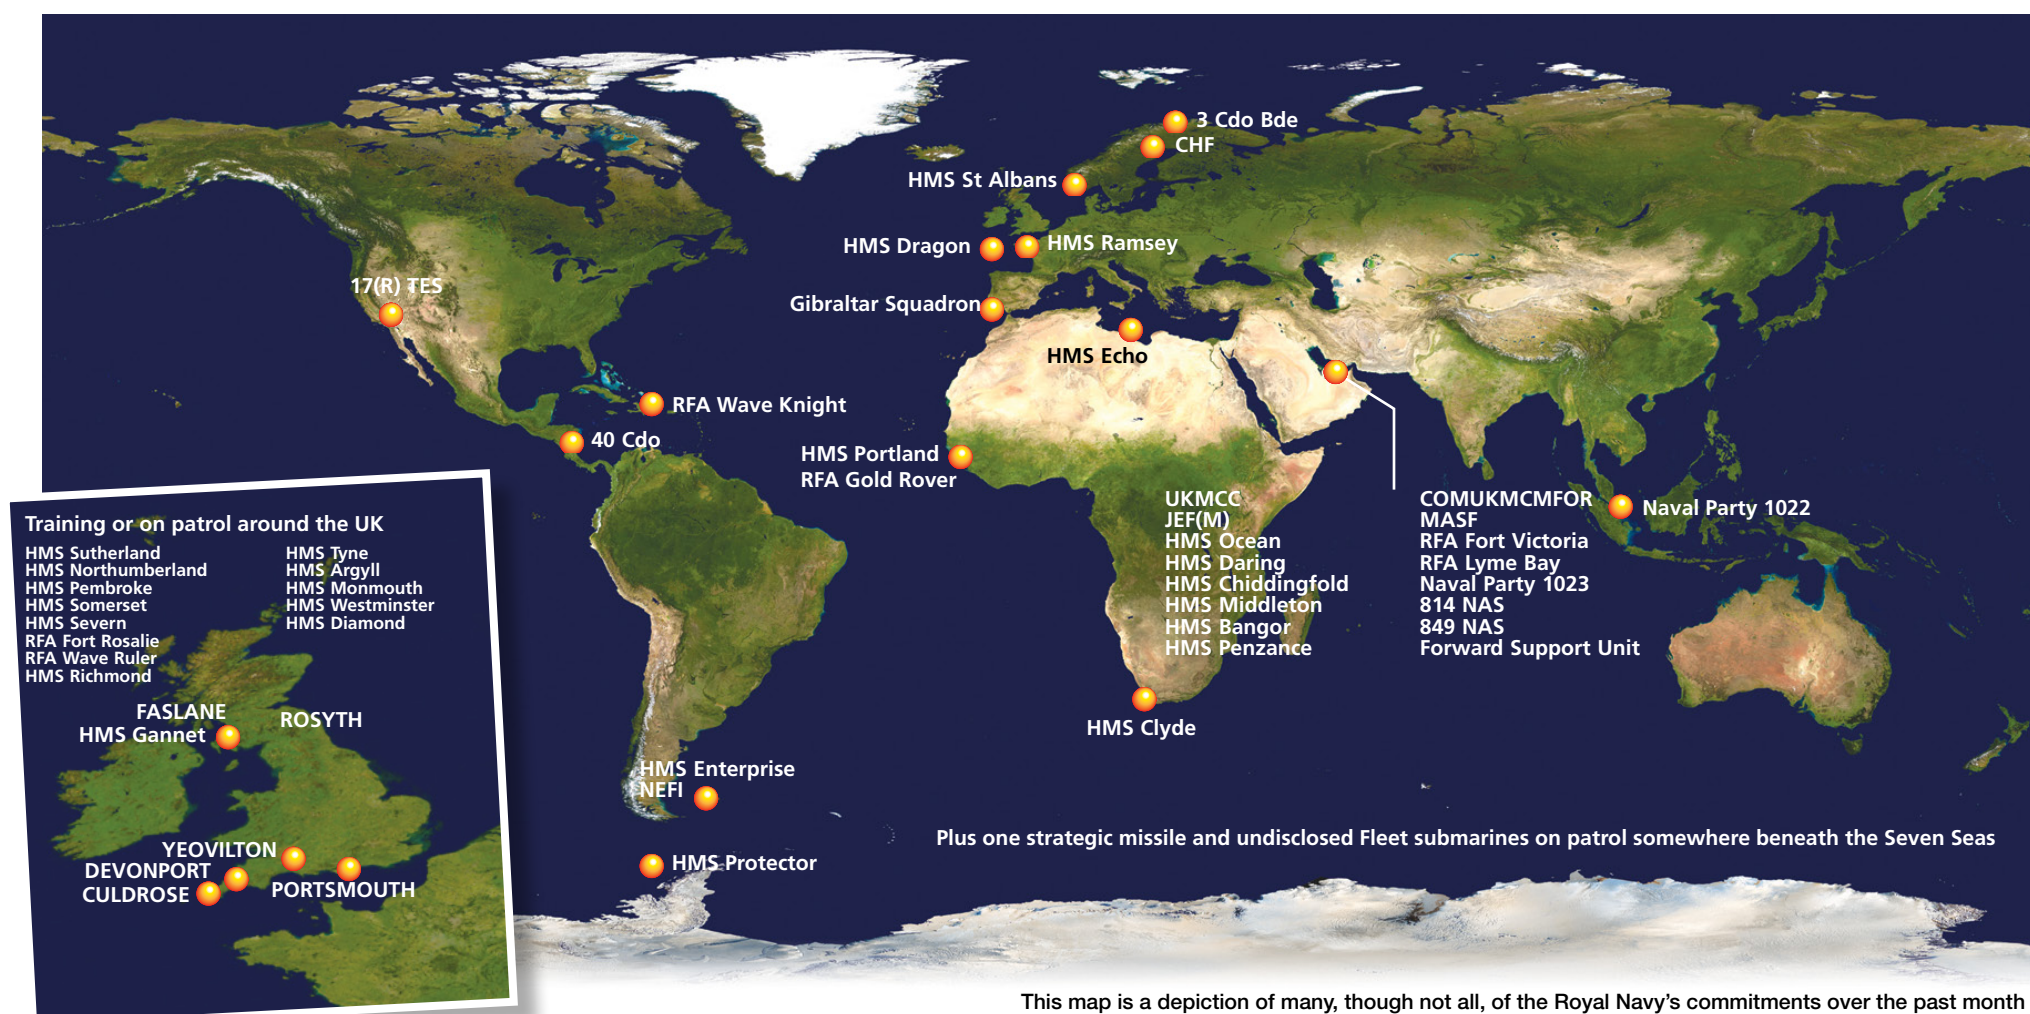 3 Cdo Bde
CHF
HMS St Albans
HMS Dragon
HMS Ramsey
17(R) TES
Gibraltar Squadron
HMS Echo
RFA Wave Knight
40 Cdo
HMS Portland
RFA Gold Rover
UKMCC
JEF(M)
HMS Ocean
HMS Daring
HMS Chiddingfold
HMS Middleton
HMS Bangor
HMS Penzance
COMUKMCMFOR
MASF
RFA Fort Victoria
RFA Lyme Bay
Naval Party 1023
814 NAS
849 NAS
Forward Support Unit
Naval Party 1022
HMS Clyde
HMS Enterprise
NEFI
HMS Protector
Plus one strategic missile and undisclosed Fleet submarines on patrol somewhere beneath the Seven Seas
Training or on patrol around the UK
HMS Sutherland
HMS Northumberland
HMS Pembroke
HMS Somerset
HMS Severn
RFA Fort Rosalie
RFA Wave Ruler
HMS Richmond
HMS Tyne
HMS Argyll
HMS Monmouth
HMS Westminster
HMS Diamond
FASLANE
HMS Gannet
ROSYTH
YEOVILTON
DEVONPORT
CULDROSE
PORTSMOUTH
This map is a depiction of many, though not all, of the Royal Navy's commitments over the past month